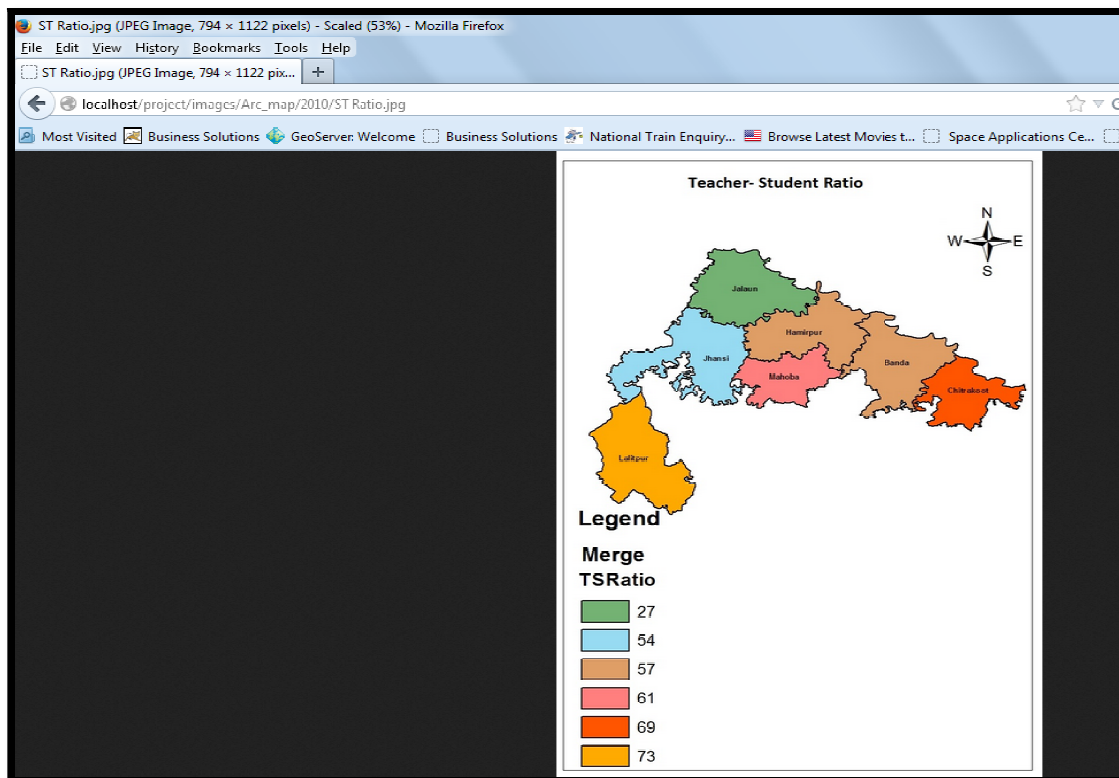 ST Ratio.jpg (JPEG Image, 794 × 1122 pixels) - Scaled (53%) - Mozilla Firefox
File Edit View History Bookmarks Tools Help
ST Ratio.jpg (JPEG Image, 794 × 1122 pix... +
localhost/project/images/Arc_map/2010/ST Ratio.jpg
Most Visited Business Solutions GeoServer: Welcome Business Solutions National Train Enquiry... Browse Latest Movies t... Space Applications Ce...
Teacher- Student Ratio
N
W E
S
Jalaun
Hamirpur
Jhansi
Banda
Mahoba
Chitrakoot
Lalitpur
Legend
Merge
TSRatio
27
54
57
61
69
73